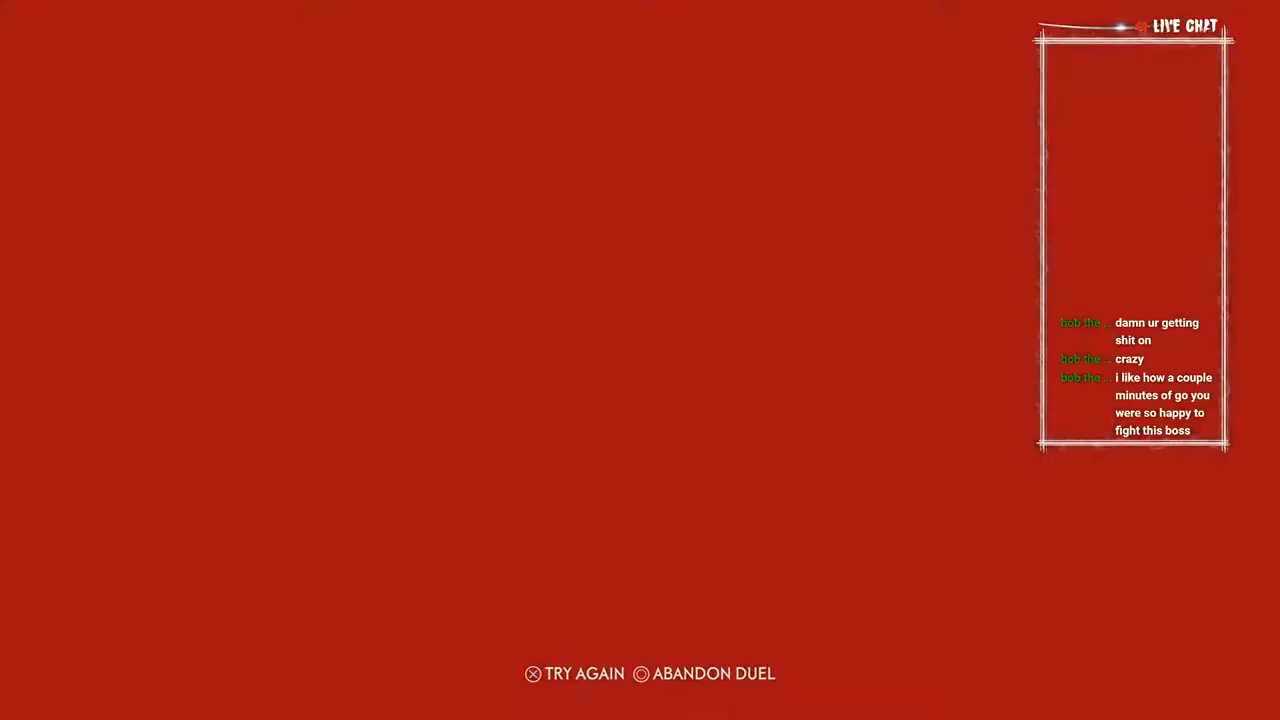 LIVE CHAT
bob the ... damn ur getting
shit on
bob the ... crazy
bob the ... i like how a couple
minutes of go you
were so happy to
fight this boss
TRY AGAIN ABANDON DUEL